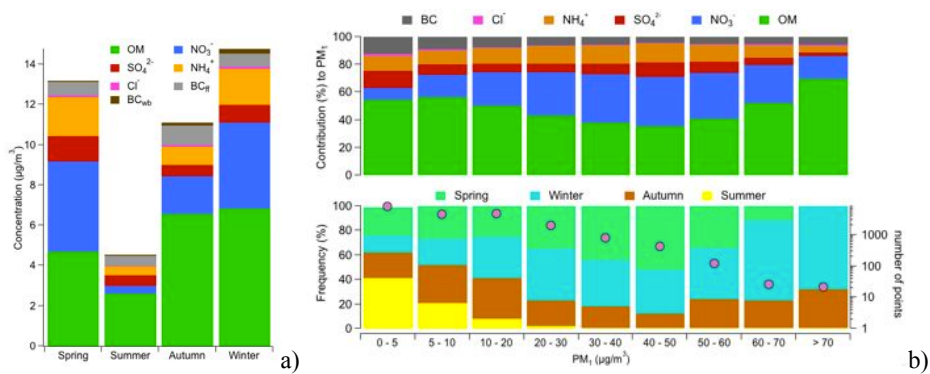 OM
NO₃⁻
SO₄²⁻
NH₄⁺
Cl⁻
BC_ff
BC_wb
Concentration (µg/m³)
14
12
10
8
6
4
2
0
Spring Summer Autumn Winter
a)
BC Cl⁻ NH₄⁺ SO₄²⁻ NO₃⁻ OM
Contribution (%) to PM₁
100
80
60
40
20
0
Spring Winter Autumn Summer
Frequency (%)
100
80
60
40
20
0
1000
100
10
1
number of points
0 - 5 5 - 10 10 - 20 20 - 30 30 - 40 40 - 50 50 - 60 60 - 70 > 70
PM₁ (µg/m³)
b)